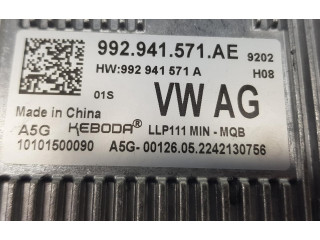 992.941.571.AE 9202
HW:992 941 571 A H08
01S VW AG
Made in China
A5G KEBODA® LLP111 MIN - MQB
10101500090 A5G- 00126.05.2242130756